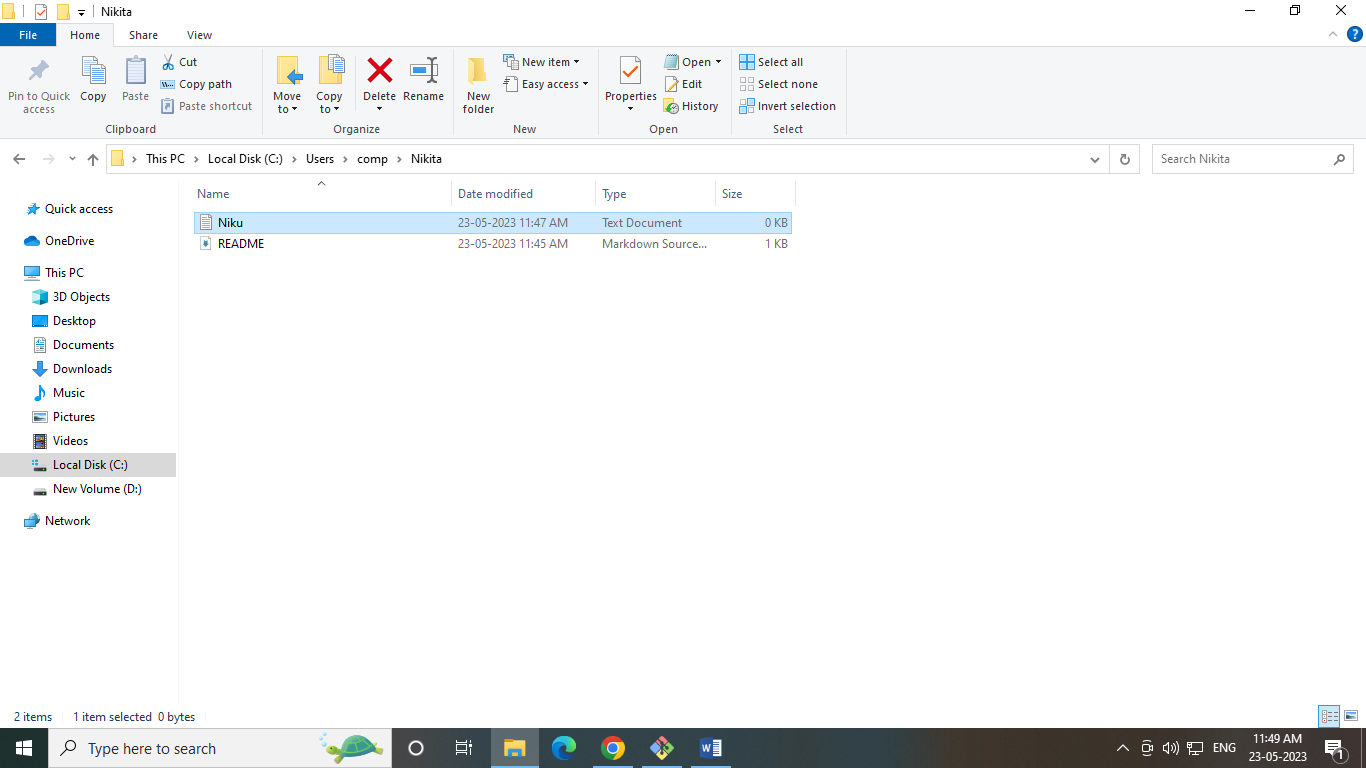 Nikita
File Home Share View
Pin to Quick access
Copy
Paste
Cut
Copy path
Paste shortcut
Clipboard
Move to
Copy to
Delete
Rename
Organize
New folder
New item
Easy access
New
Properties
Open
Edit
History
Open
Select all
Select none
Invert selection
Select
This PC > Local Disk (C:) > Users > comp > Nikita
Search Nikita
Name Date modified Type Size
Niku 23-05-2023 11:47 AM Text Document 0 KB
README 23-05-2023 11:45 AM Markdown Source... 1 KB
Quick access
OneDrive
This PC
3D Objects
Desktop
Documents
Downloads
Music
Pictures
Videos
Local Disk (C:)
New Volume (D:)
Network
2 items 1 item selected 0 bytes
Type here to search
W
ENG
11:49 AM
23-05-2023
1